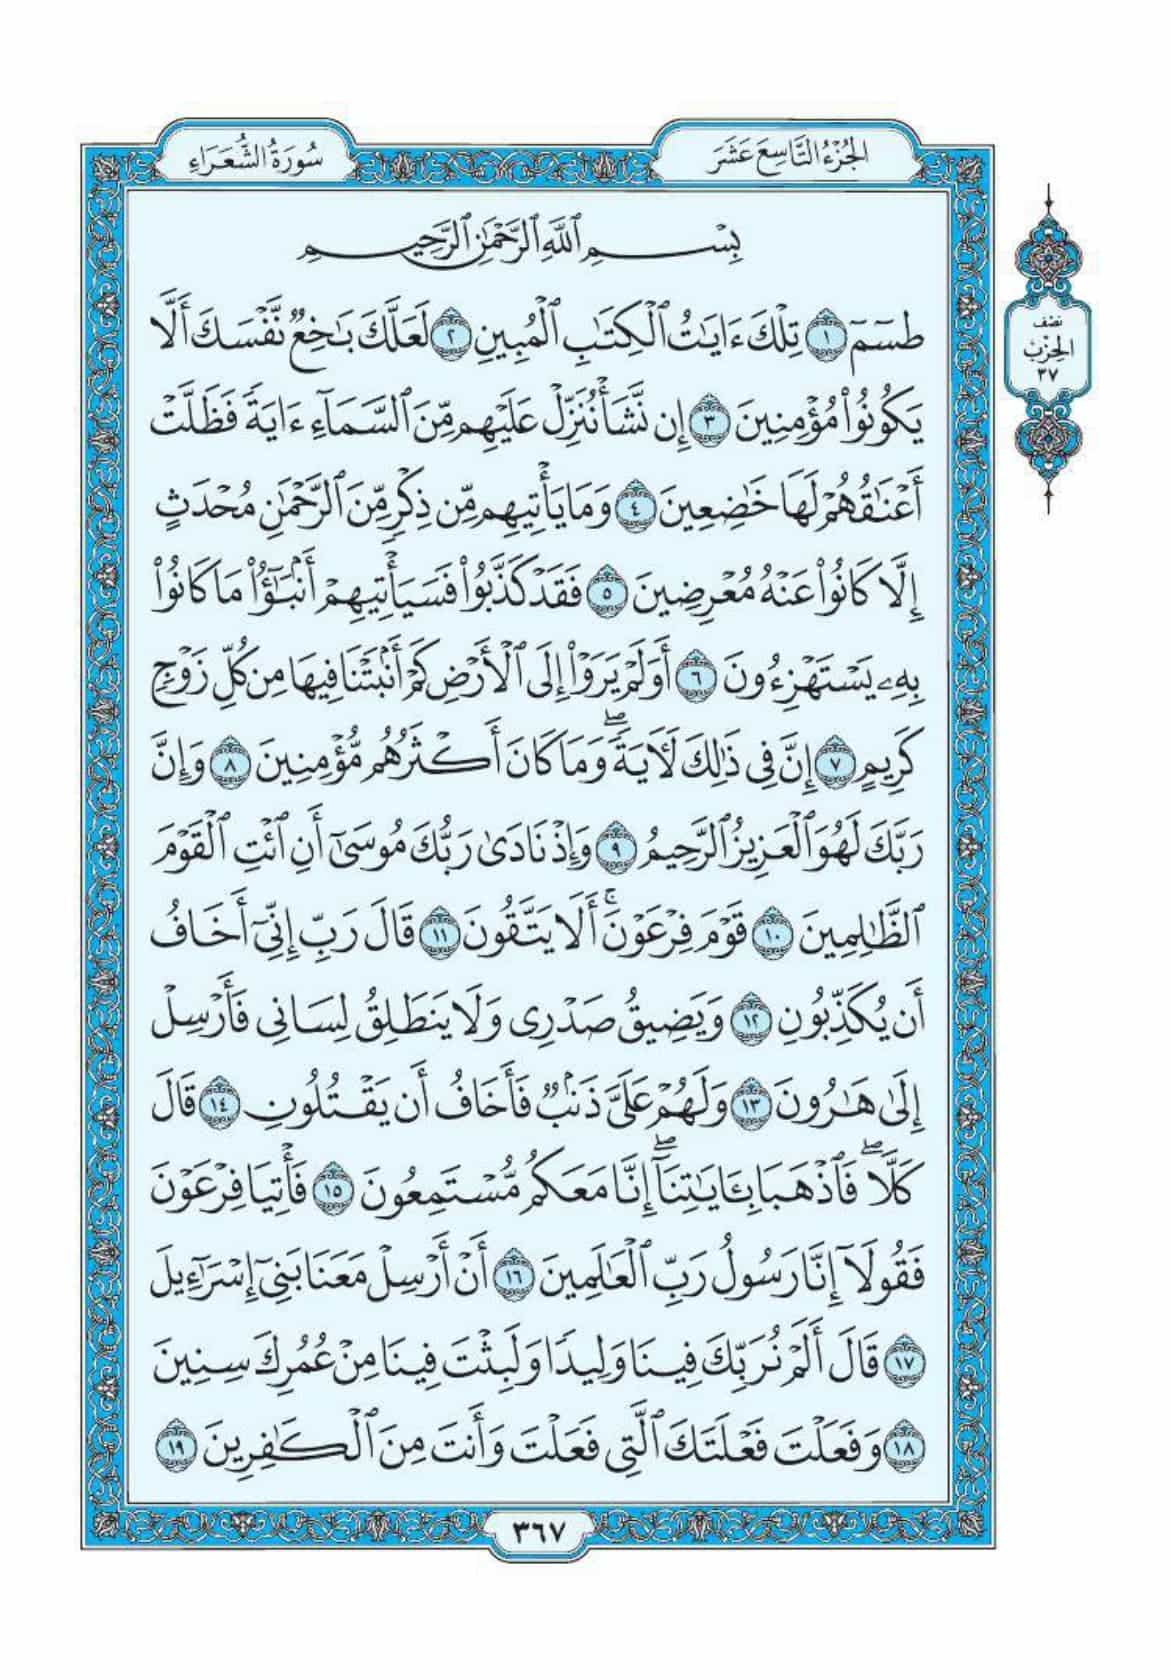 الجُزْءُ التَّاسِعَ عَشَرَ
سُورَةُ الشُّعَرَاءِ
نصف
الحِزْب
٣٧
بِسْمِ ٱللَّهِ ٱلرَّحْمَٰنِ ٱلرَّحِيمِ
طسٓمٓ ١ تِلْكَ ءَايَٰتُ ٱلْكِتَٰبِ ٱلْمُبِينِ ٢ لَعَلَّكَ بَٰخِعٌ نَّفْسَكَ أَلَّا
يَكُونُوا۟ مُؤْمِنِينَ ٣ إِن نَّشَأْ نُنَزِّلْ عَلَيْهِم مِّنَ ٱلسَّمَآءِ ءَايَةً فَظَلَّتْ
أَعْنَٰقُهُمْ لَهَا خَٰضِعِينَ ٤ وَمَا يَأْتِيهِم مِّن ذِكْرٍ مِّنَ ٱلرَّحْمَٰنِ مُحْدَثٍ
إِلَّا كَانُوا۟ عَنْهُ مُعْرِضِينَ ٥ فَقَدْ كَذَّبُوا۟ فَسَيَأْتِيهِمْ أَنۢبَٰٓؤُا۟ مَا كَانُوا۟
بِهِۦ يَسْتَهْزِءُونَ ٦ أَوَلَمْ يَرَوْا۟ إِلَى ٱلْأَرْضِ كَمْ أَنۢبَتْنَا فِيهَا مِن كُلِّ زَوْجٍ
كَرِيمٍ ٧ إِنَّ فِى ذَٰلِكَ لَءَايَةً ۖ وَمَا كَانَ أَكْثَرُهُم مُّؤْمِنِينَ ٨ وَإِنَّ
رَبَّكَ لَهُوَ ٱلْعَزِيزُ ٱلرَّحِيمُ ٩ وَإِذْ نَادَىٰ رَبُّكَ مُوسَىٰٓ أَنِ ٱئْتِ ٱلْقَوْمَ
ٱلظَّٰلِمِينَ ١٠ قَوْمَ فِرْعَوْنَ ۚ أَلَا يَتَّقُونَ ١١ قَالَ رَبِّ إِنِّىٓ أَخَافُ
أَن يُكَذِّبُونِ ١٢ وَيَضِيقُ صَدْرِى وَلَا يَنطَلِقُ لِسَانِى فَأَرْسِلْ
إِلَىٰ هَٰرُونَ ١٣ وَلَهُمْ عَلَىَّ ذَنۢبٌ فَأَخَافُ أَن يَقْتُلُونِ ١٤ قَالَ
كَلَّا ۖ فَٱذْهَبَا بِـَٔايَٰتِنَآ ۖ إِنَّا مَعَكُم مُّسْتَمِعُونَ ١٥ فَأْتِيَا فِرْعَوْنَ
فَقُولَآ إِنَّا رَسُولُ رَبِّ ٱلْعَٰلَمِينَ ١٦ أَنْ أَرْسِلْ مَعَنَا بَنِىٓ إِسْرَٰٓءِيلَ
١٧ قَالَ أَلَمْ نُرَبِّكَ فِينَا وَلِيدًا وَلَبِثْتَ فِينَا مِنْ عُمُرِكَ سِنِينَ
١٨ وَفَعَلْتَ فَعْلَتَكَ ٱلَّتِى فَعَلْتَ وَأَنتَ مِنَ ٱلْكَٰفِرِينَ ١٩
٣٦٧